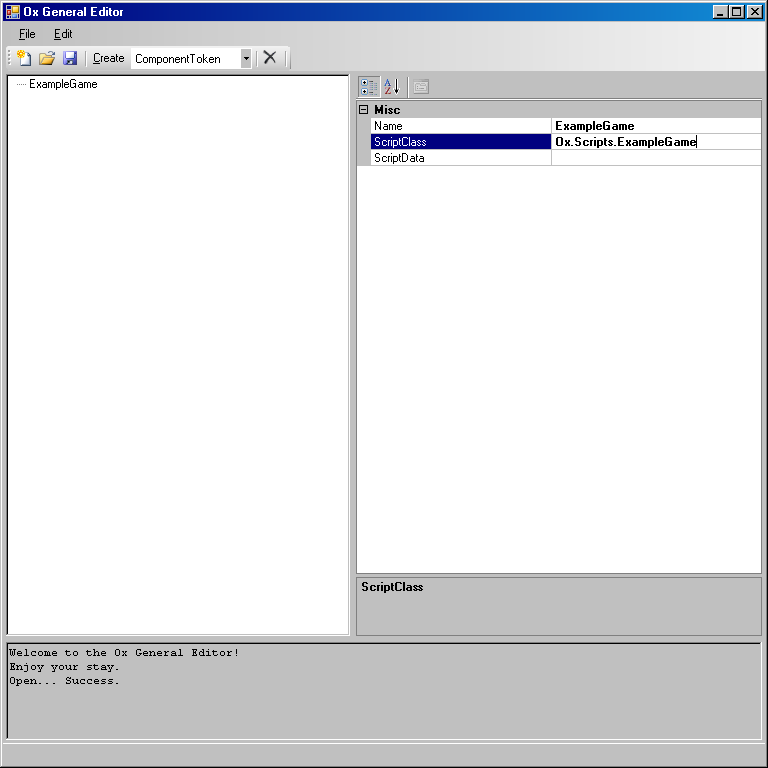 Ox General Editor
File Edit
Create ComponentToken
ExampleGame
Misc
Name ExampleGame
ScriptClass Ox.Scripts.ExampleGame
ScriptData
ScriptClass
Welcome to the Ox General Editor!
Enjoy your stay.
Open... Success.